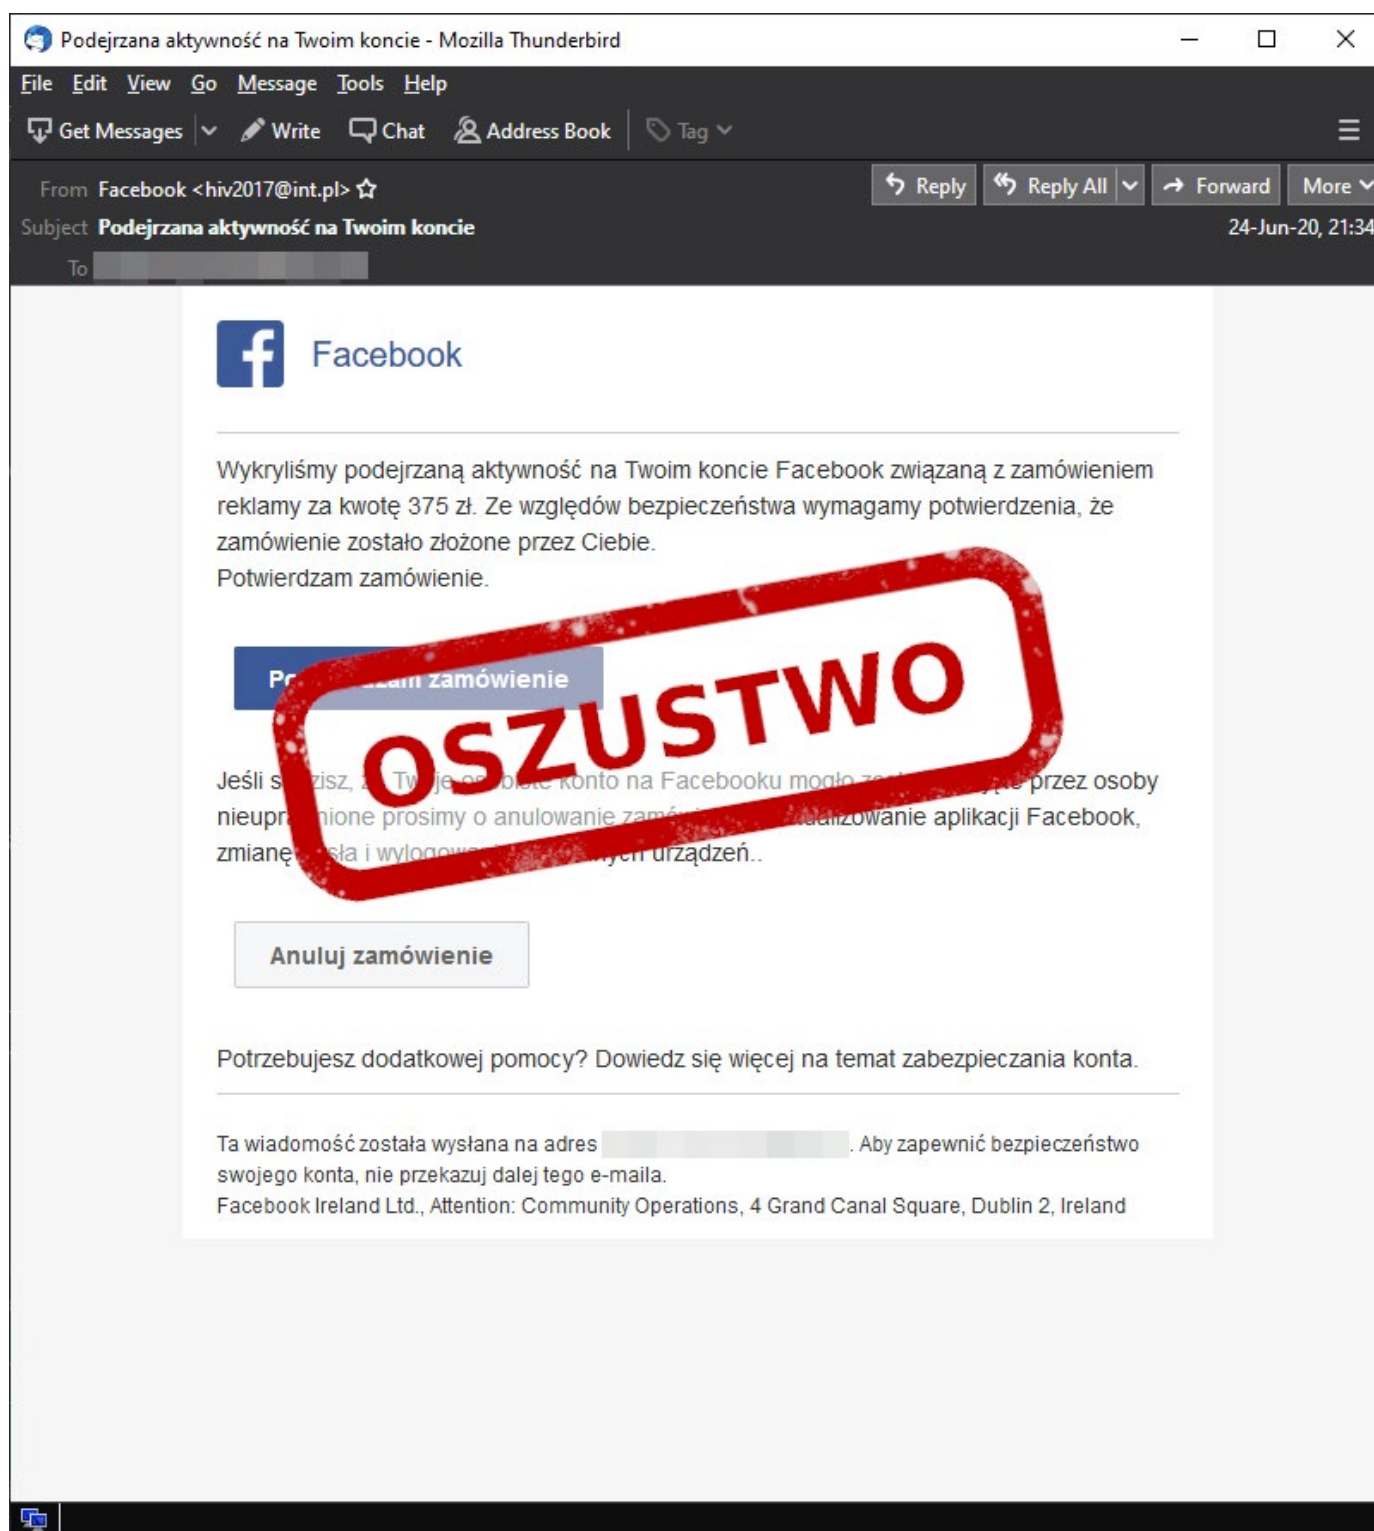 Podejrzana aktywność na Twoim koncie - Mozilla Thunderbird
File Edit View Go Message Tools Help
Get Messages Write Chat Address Book Tag
From Facebook <hiv2017@int.pl> Reply Reply All Forward More
Subject Podejrzana aktywność na Twoim koncie 24-Jun-20, 21:34
To
Facebook
Wykryliśmy podejrzaną aktywność na Twoim koncie Facebook związaną z zamówieniem
reklamy za kwotę 375 zł. Ze względów bezpieczeństwa wymagamy potwierdzenia, że
zamówienie zostało złożone przez Ciebie.
Potwierdzam zamówienie.
zamówienie
OSZUSTWO
Jeśli konto na Facebooku mogło przez osoby
prosimy o anulowanie aplikacji Facebook,
zmianę i urządzeń..
Anuluj zamówienie
Potrzebujesz dodatkowej pomocy? Dowiedz się więcej na temat zabezpieczania konta.
Ta wiadomość została wysłana na adres . Aby zapewnić bezpieczeństwo
swojego konta, nie przekazuj dalej tego e-maila.
Facebook Ireland Ltd., Attention: Community Operations, 4 Grand Canal Square, Dublin 2, Ireland